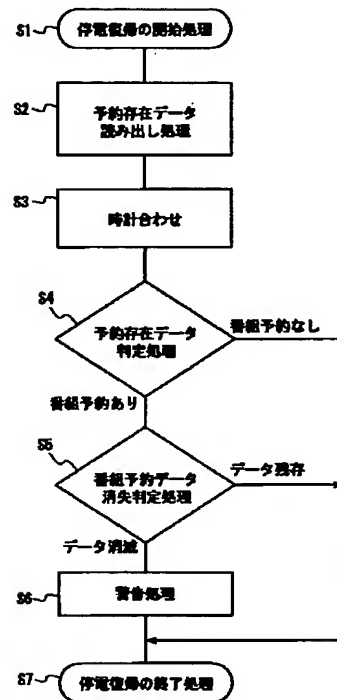 S1
停電復帰の開始処理
S2
予約存在データ
読み出し処理
S3
時計合わせ
S4
予約存在データ
判定処理
番組予約なし
番組予約あり
S5
番組予約データ
消失判定処理
データ残存
データ消滅
S6
警告処理
S7
停電復帰の終了処理